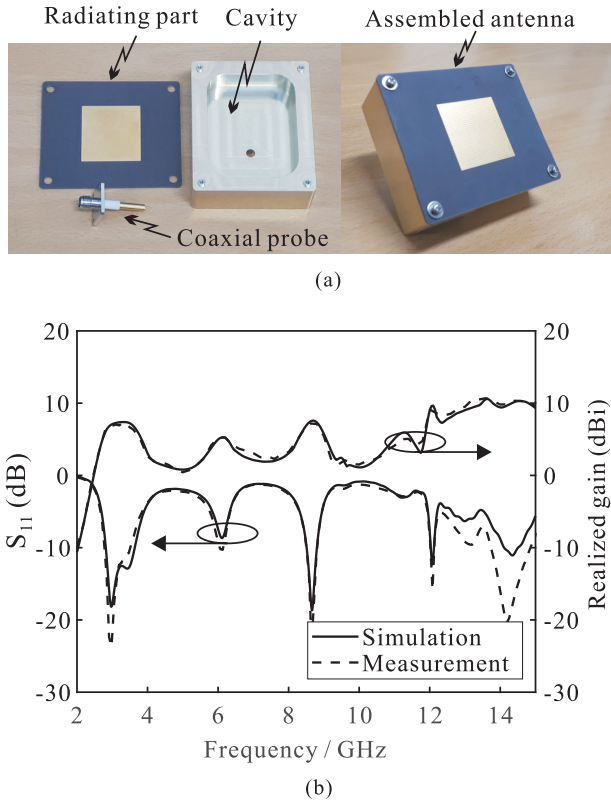 Radiating part
Cavity
Assembled antenna
Coaxial probe
(a)
20
10
0
-10
-20
-30
S₁₁ (dB)
20
10
0
-10
-20
-30
Realized gain (dBi)
Simulation
Measurement
2
4
6
8
10
12
14
Frequency / GHz
(b)